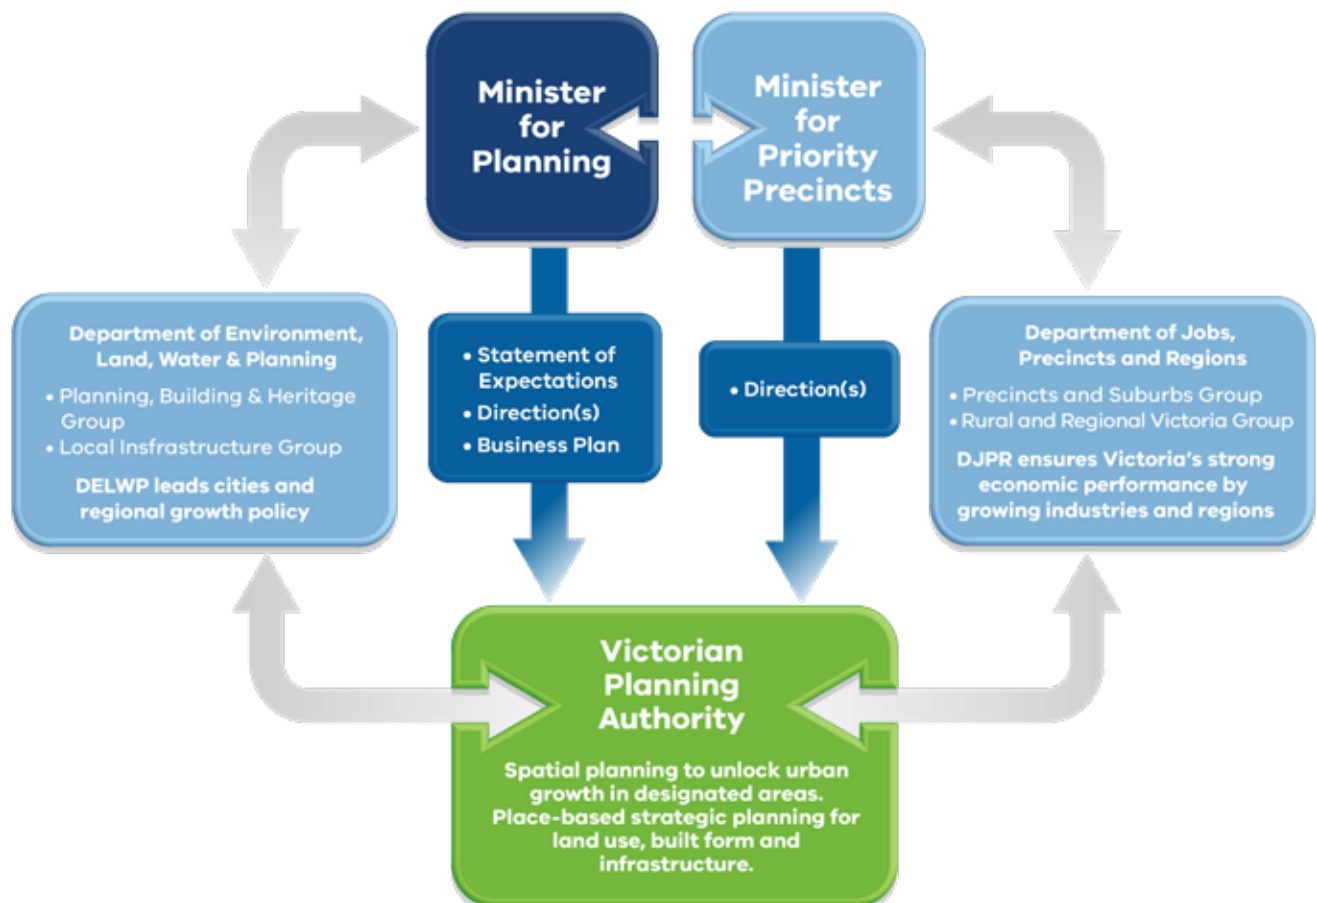 Minister
for
Planning
Minister
for
Priority
Precincts
Department of Environment,
Land, Water & Planning
• Planning, Building & Heritage
Group
• Local Insfrastructure Group
DELWP leads cities and
regional growth policy
• Statement of
Expectations
• Direction(s)
• Business Plan
• Direction(s)
Department of Jobs,
Precincts and Regions
• Precincts and Suburbs Group
• Rural and Regional Victoria Group
DJPR ensures Victoria's strong
economic performance by
growing industries and regions
Victorian
Planning
Authority
Spatial planning to unlock urban
growth in designated areas.
Place-based strategic planning for
land use, built form and
infrastructure.